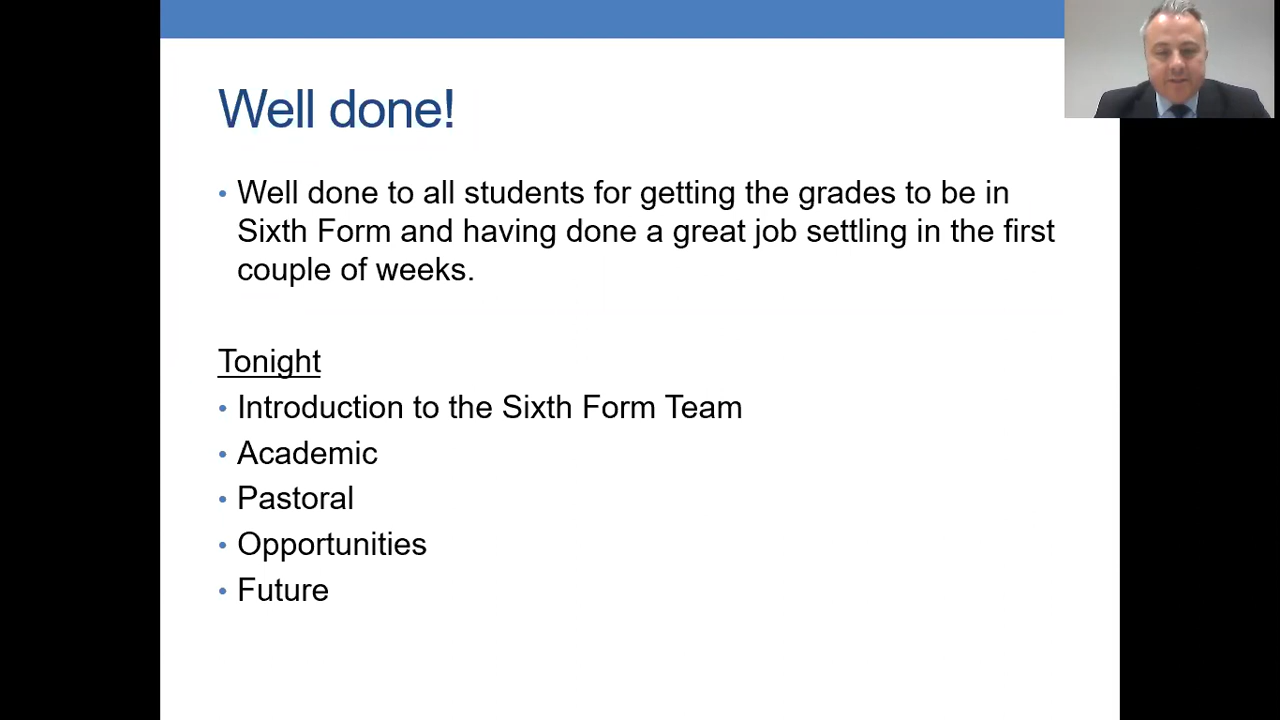 Well done!
• Well done to all students for getting the grades to be in
Sixth Form and having done a great job settling in the first
couple of weeks.
Tonight
• Introduction to the Sixth Form Team
• Academic
• Pastoral
• Opportunities
• Future